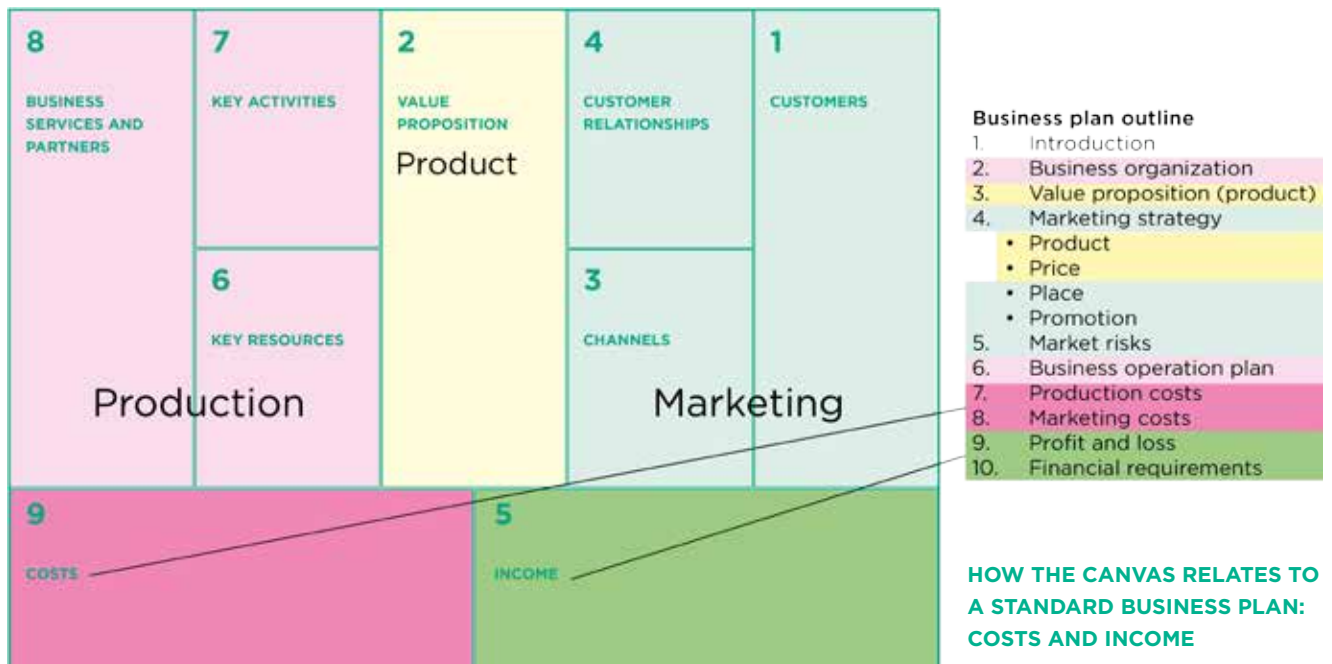 8
BUSINESS
SERVICES AND
PARTNERS
7
KEY ACTIVITIES
6
KEY RESOURCES
Production
2
VALUE
PROPOSITION
Product
4
CUSTOMER
RELATIONSHIPS
3
CHANNELS
1
CUSTOMERS
Marketing
9
COSTS
5
INCOME
Business plan outline
1. Introduction
2. Business organization
3. Value proposition (product)
4. Marketing strategy
• Product
• Price
• Place
• Promotion
5. Market risks
6. Business operation plan
7. Production costs
8. Marketing costs
9. Profit and loss
10. Financial requirements
HOW THE CANVAS RELATES TO
A STANDARD BUSINESS PLAN:
COSTS AND INCOME